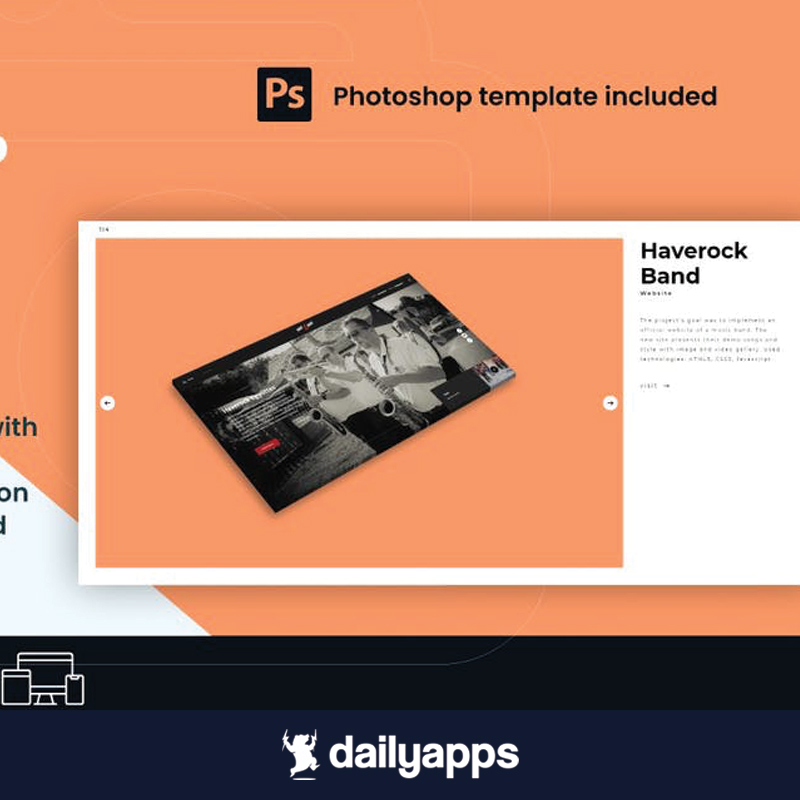 Ps Photoshop template included
1/4
Haverock
Band
Website
The project's goal was to implement an
official website of a music band. The
new site presents their demo songs and
style with image and video gallery. Used
technologies: HTML5, CSS3, Javascript.
VISIT
with
on
dailyapps